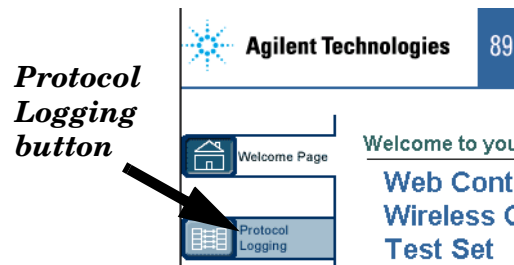 Agilent Technologies
89
Protocol
Logging
button
Welcome Page
Welcome to you
Web Cont
Wireless
Test Set
Protocol
Logging